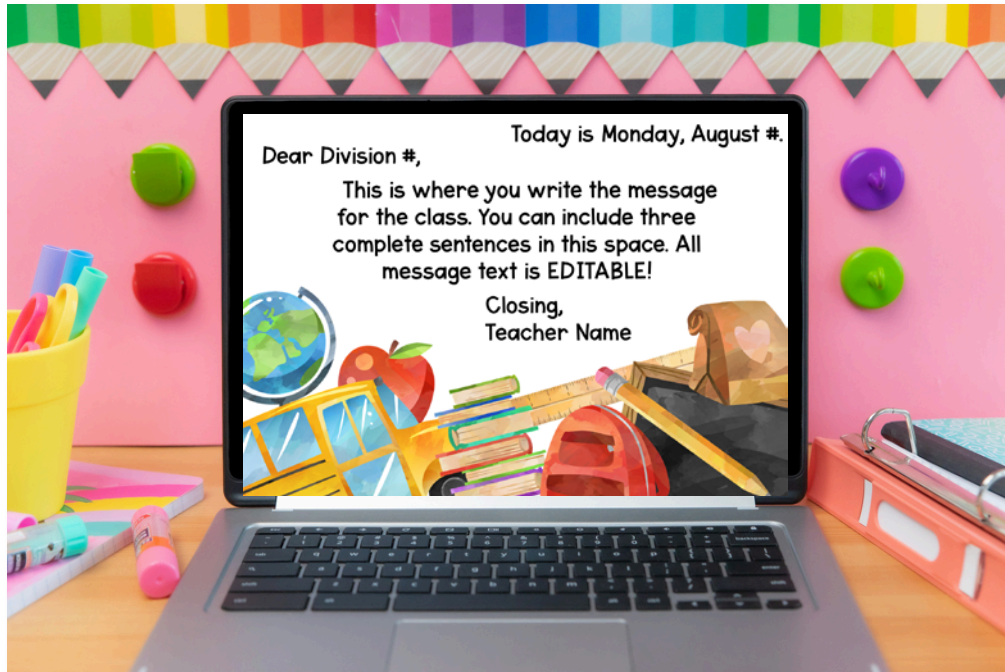 Today is Monday, August #.
Dear Division #,
This is where you write the message
for the class. You can include three
complete sentences in this space. All
message text is EDITABLE!
Closing,
Teacher Name